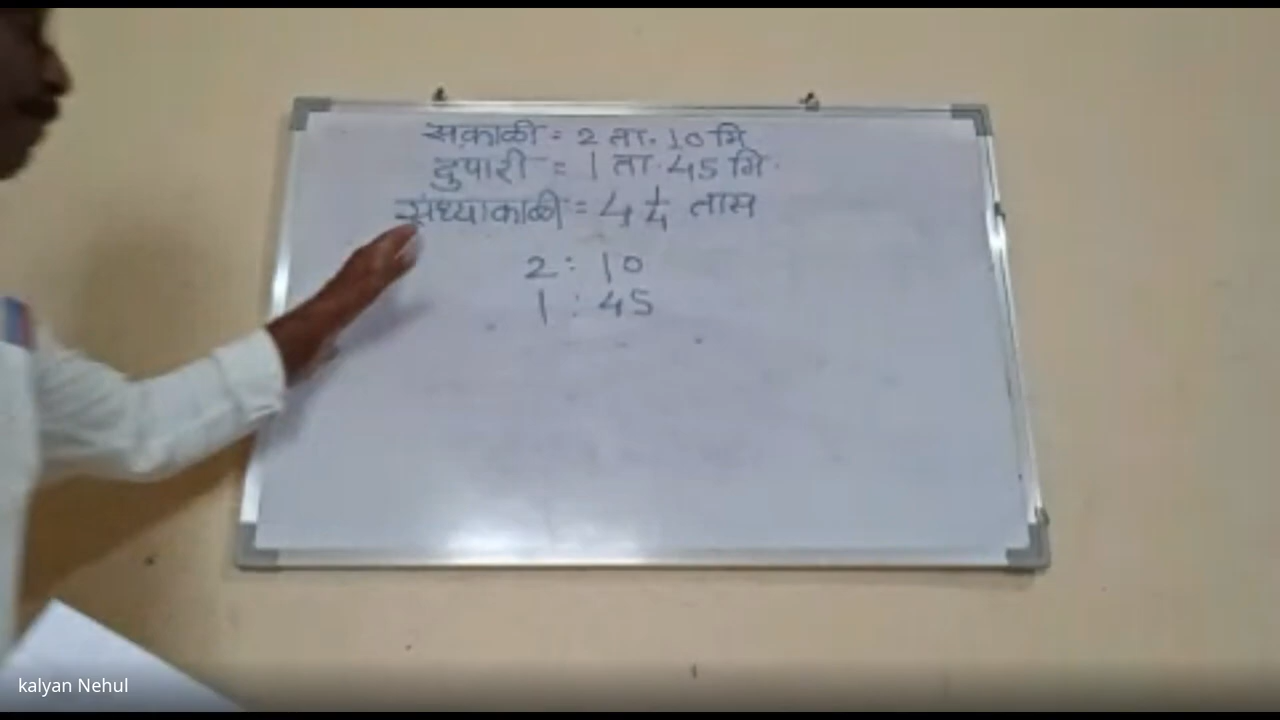 सकाळी = 2 ता. 10 मि
दुपारी = 1 ता. 45 मि.
संध्याकाळी = 4 1/4 तास
2 : 10
1 : 45
kalyan Nehul